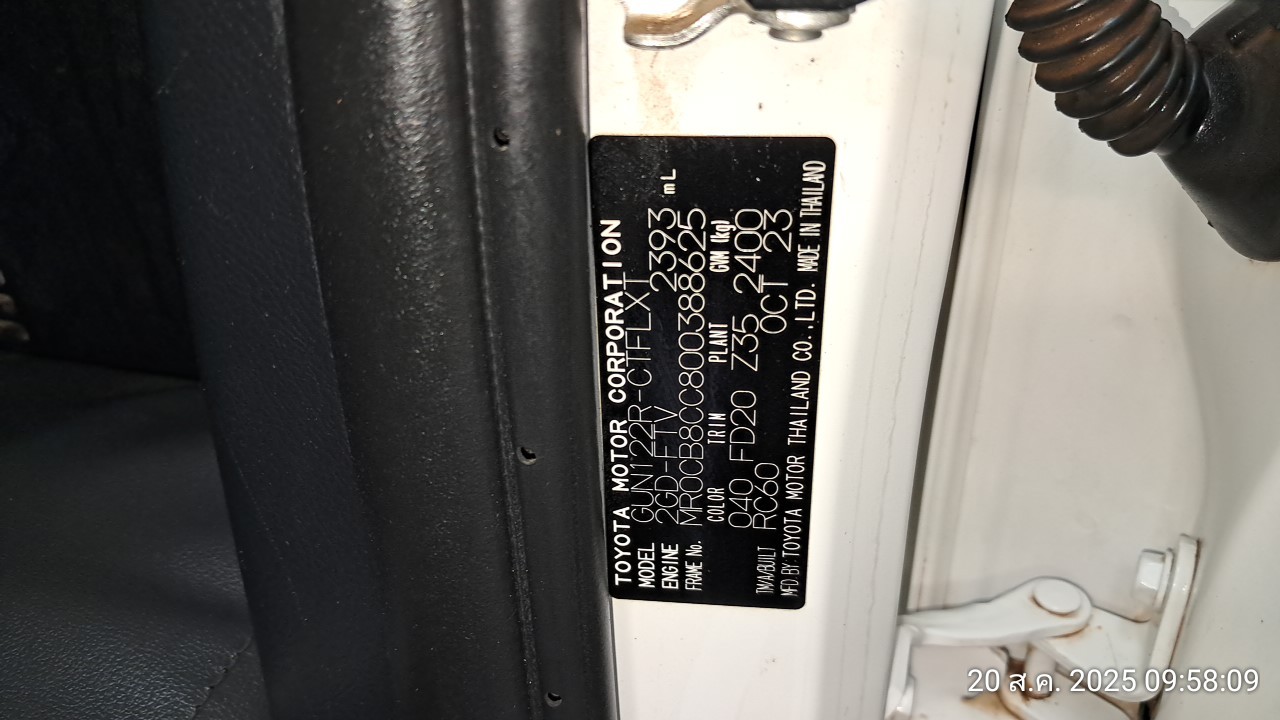 TOYOTA MOTOR CORPORATION
MODEL GUN122R-CTFLXT
ENGINE 2GD-FTV 2393 mL
FRAME No. MR0CB8CC800388625
COLOR TRIM PLANT GVM (kg)
040 FD20 Z35 2400
TMA/BUILT RC60 OCT 23
MFD BY TOYOTA MOTOR THAILAND CO.,LTD. MADE IN THAILAND
20 ส.ค. 2025 09:58:09